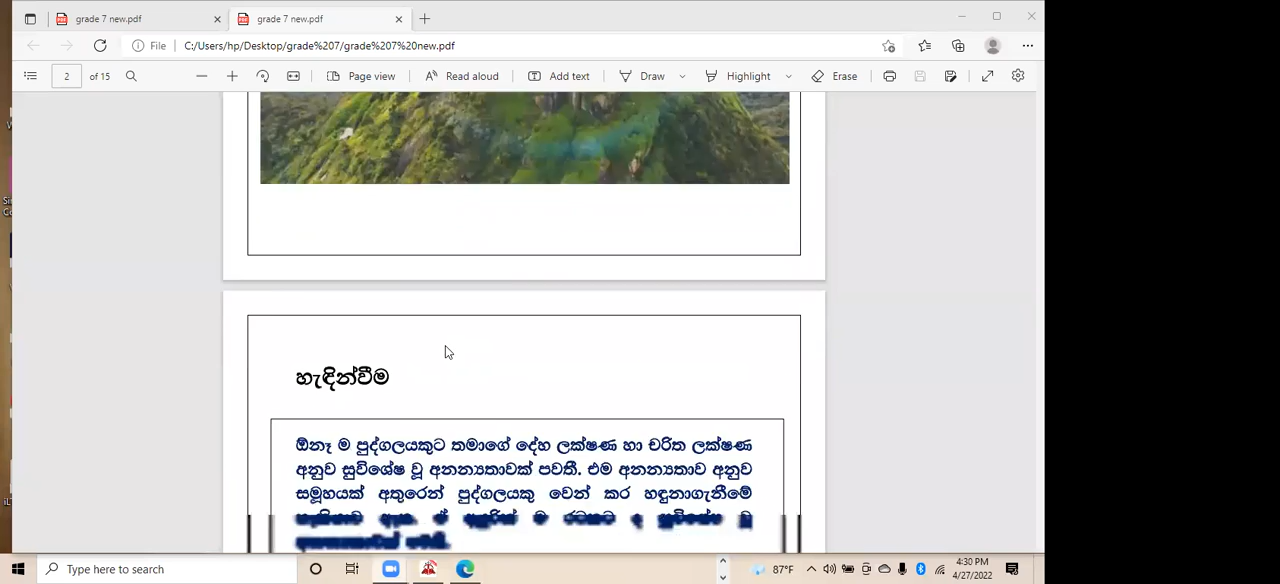 grade 7 new.pdf
grade 7 new.pdf
File
C:/Users/hp/Desktop/grade%207/grade%207%20new.pdf
2 of 15
Page view
Read aloud
Add text
Draw
Highlight
Erase
හැඳින්වීම
ඕනෑ ම පුද්ගලයකුට තමාගේ දේහ ලක්ෂණ හා චරිත ලක්ෂණ
අනුව සුවිශේෂ වූ අනන්‍යතාවක් පවතී. එම අනන්‍යතාව අනුව
සමූහයක් අතුරෙන් පුද්ගලයකු වෙන් කර හඳුනාගැනීමේ
Type here to search
87°F
4:30 PM
4/27/2022